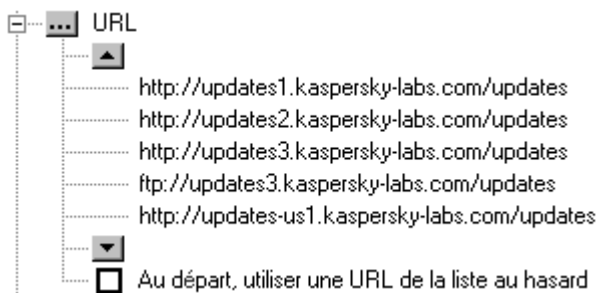 URL
http://updates1.kaspersky-labs.com/updates
http://updates2.kaspersky-labs.com/updates
http://updates3.kaspersky-labs.com/updates
ftp://updates3.kaspersky-labs.com/updates
http://updates-us1.kaspersky-labs.com/updates
Au départ, utiliser une URL de la liste au hasard